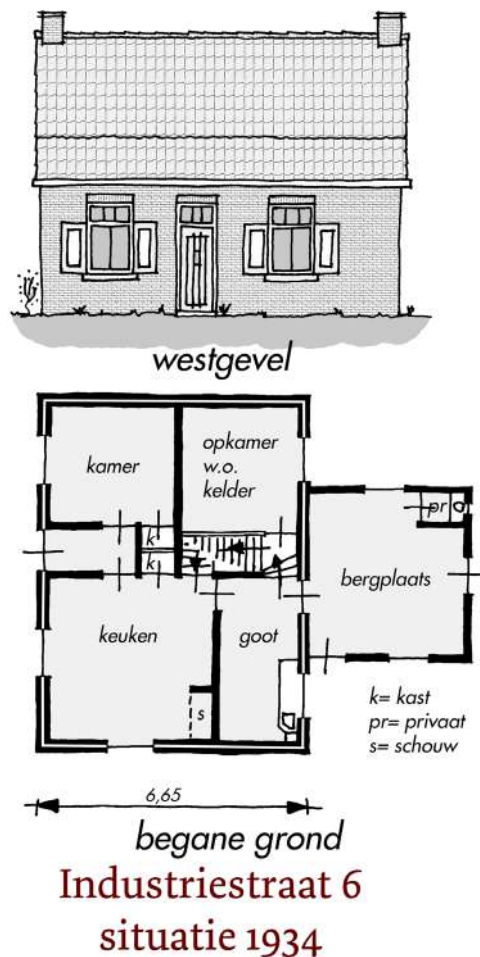 westgevel
kamer
opkamer
w.o.
kelder
k
k
pr
bergplaats
keuken
goot
s
k= kast
pr= privaat
s= schouw
6,65
begane grond
Industriestraat 6
situatie 1934